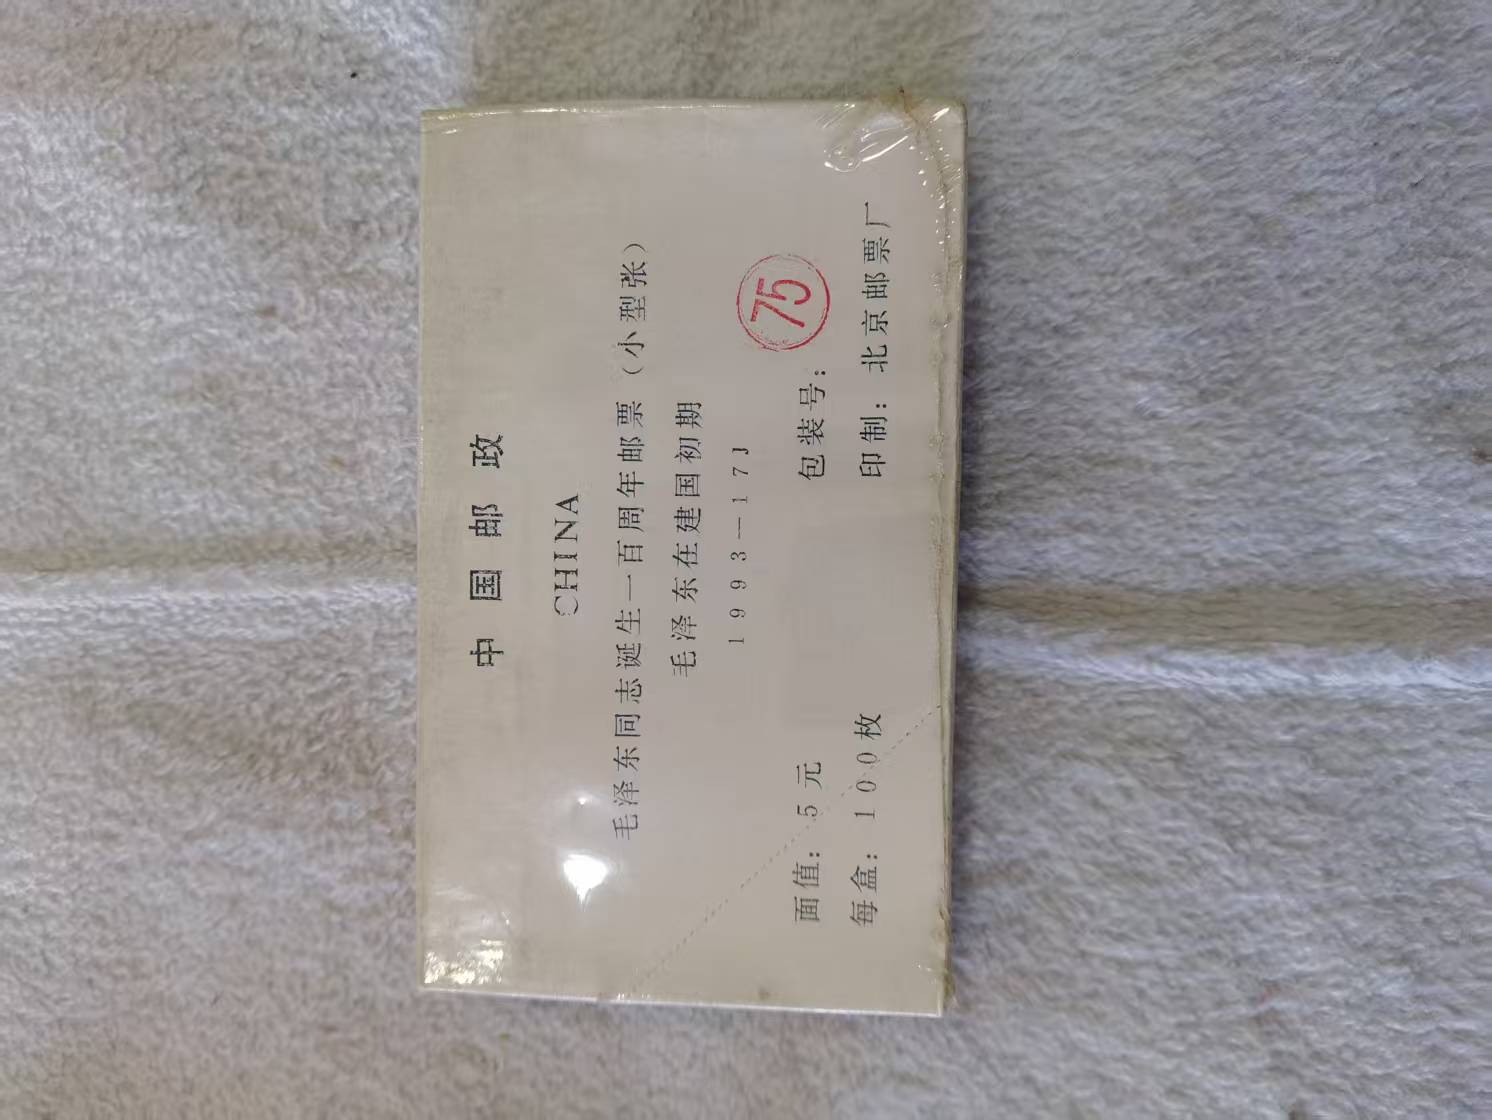 中国邮政
CHINA
毛泽东同志诞生一百周年邮票（小型张）
毛泽东在建国初期
1993—17J
面值：5元 包装号：75
每盒：100枚 印制：北京邮票厂